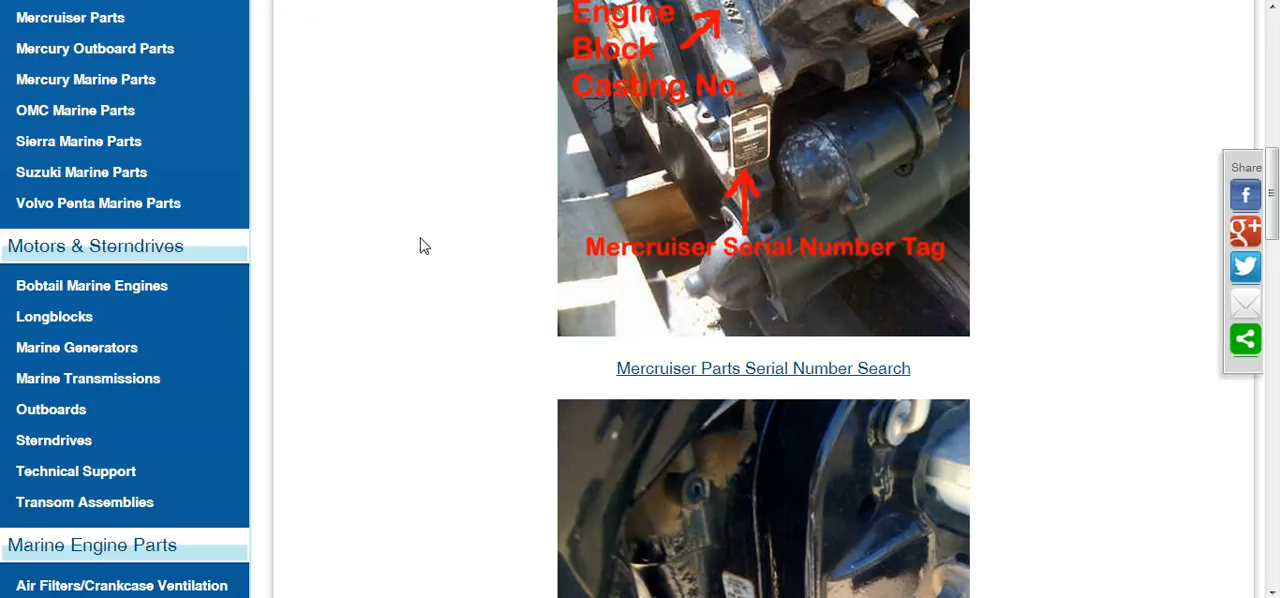 Mercruiser Parts
Mercury Outboard Parts
Mercury Marine Parts
OMC Marine Parts
Sierra Marine Parts
Suzuki Marine Parts
Volvo Penta Marine Parts
Motors & Sterndrives
Bobtail Marine Engines
Longblocks
Marine Generators
Marine Transmissions
Outboards
Sterndrives
Technical Support
Transom Assemblies
Marine Engine Parts
Air Filters/Crankcase Ventilation
Engine
Block
Casting No.
Mercruiser Serial Number Tag
Mercruiser Parts Serial Number Search
Share
f
g+